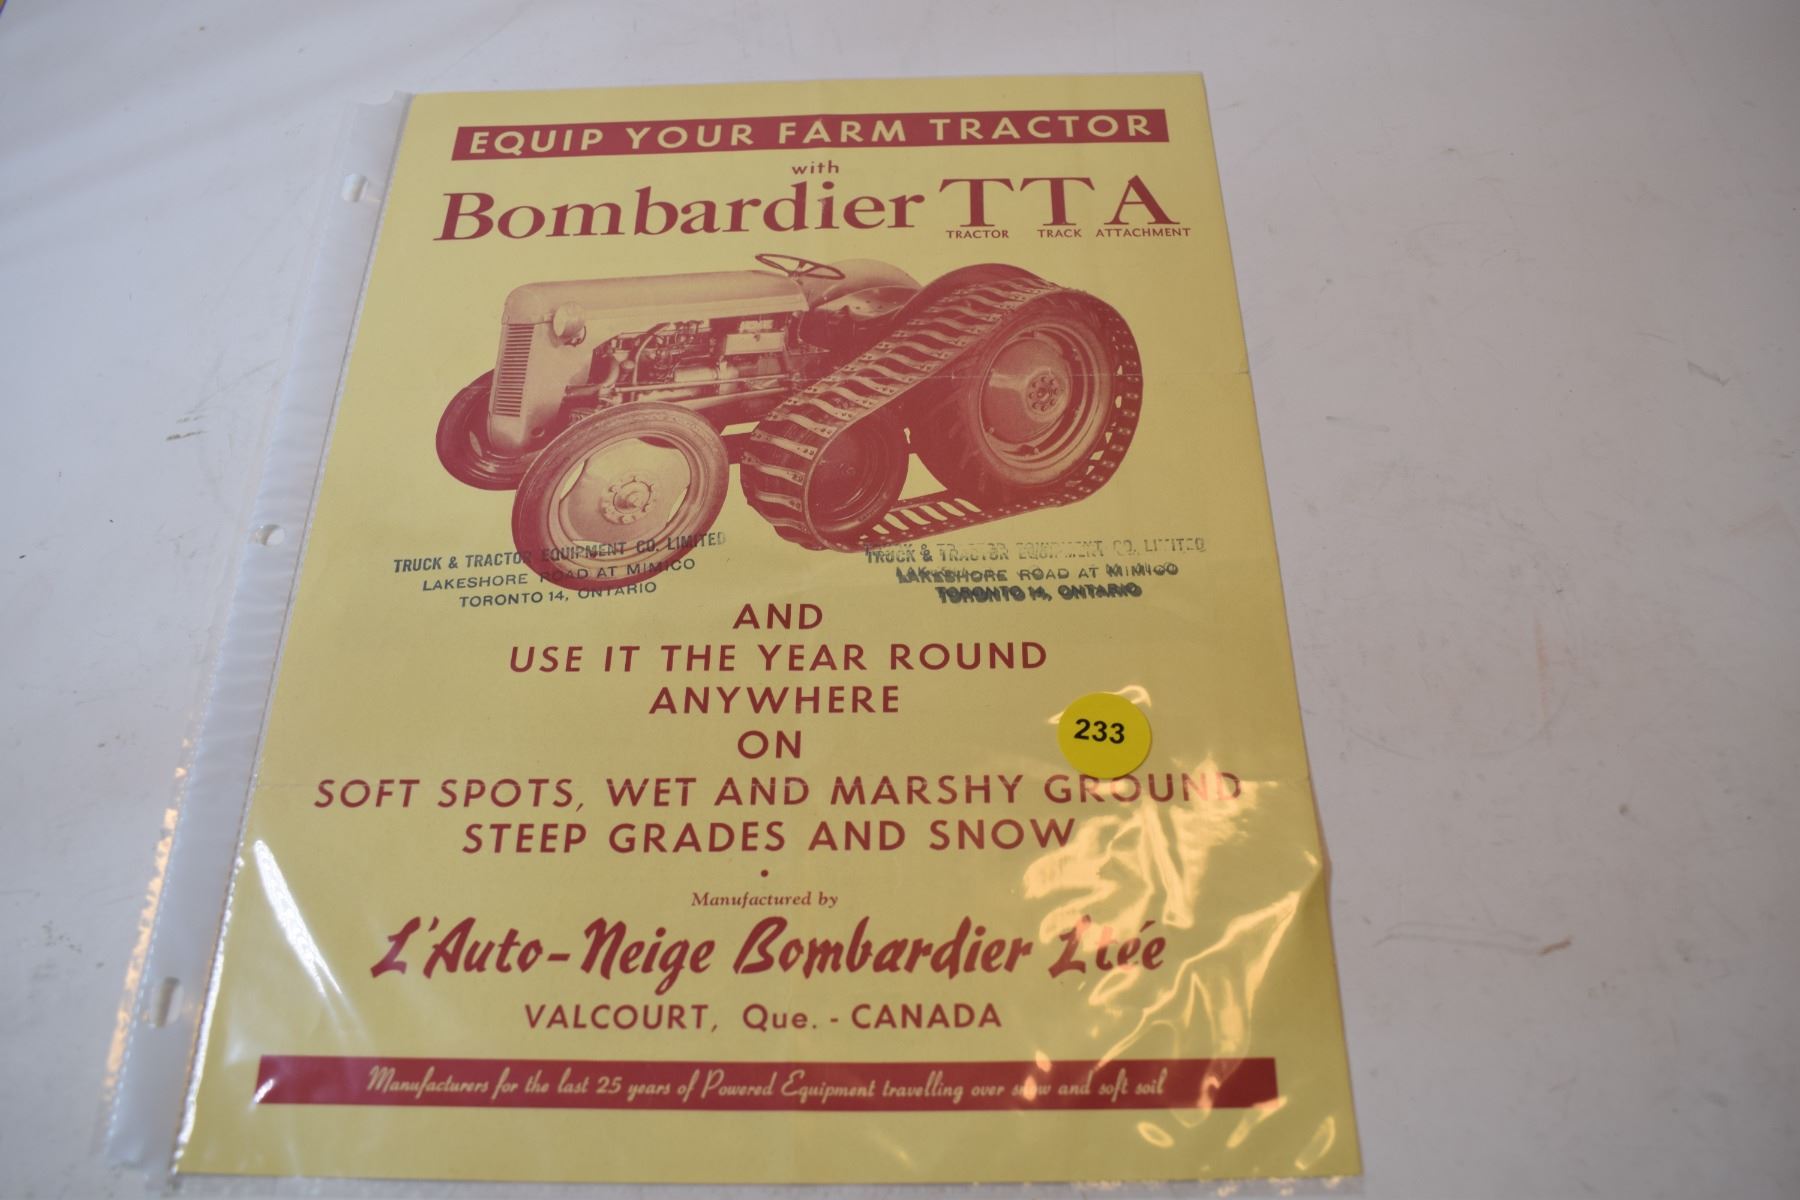 EQUIP YOUR FARM TRACTOR
with
Bombardier TTA
TRACTOR TRACK ATTACHMENT
TRUCK & TRACTOR EQUIPMENT CO. LIMITED
LAKESHORE ROAD AT MIMICO
TORONTO 14, ONTARIO
TRUCK & TRACTOR EQUIPMENT CO. LIMITED
LAKESHORE ROAD AT MIMICO
TORONTO 14, ONTARIO
AND
USE IT THE YEAR ROUND
ANYWHERE
ON
233
SOFT SPOTS, WET AND MARSHY GROUND
STEEP GRADES AND SNOW
Manufactured by
L'Auto-Neige Bombardier Ltée
VALCOURT, Que. - CANADA
Manufacturers for the last 25 years of Powered Equipment travelling over snow and soft soil